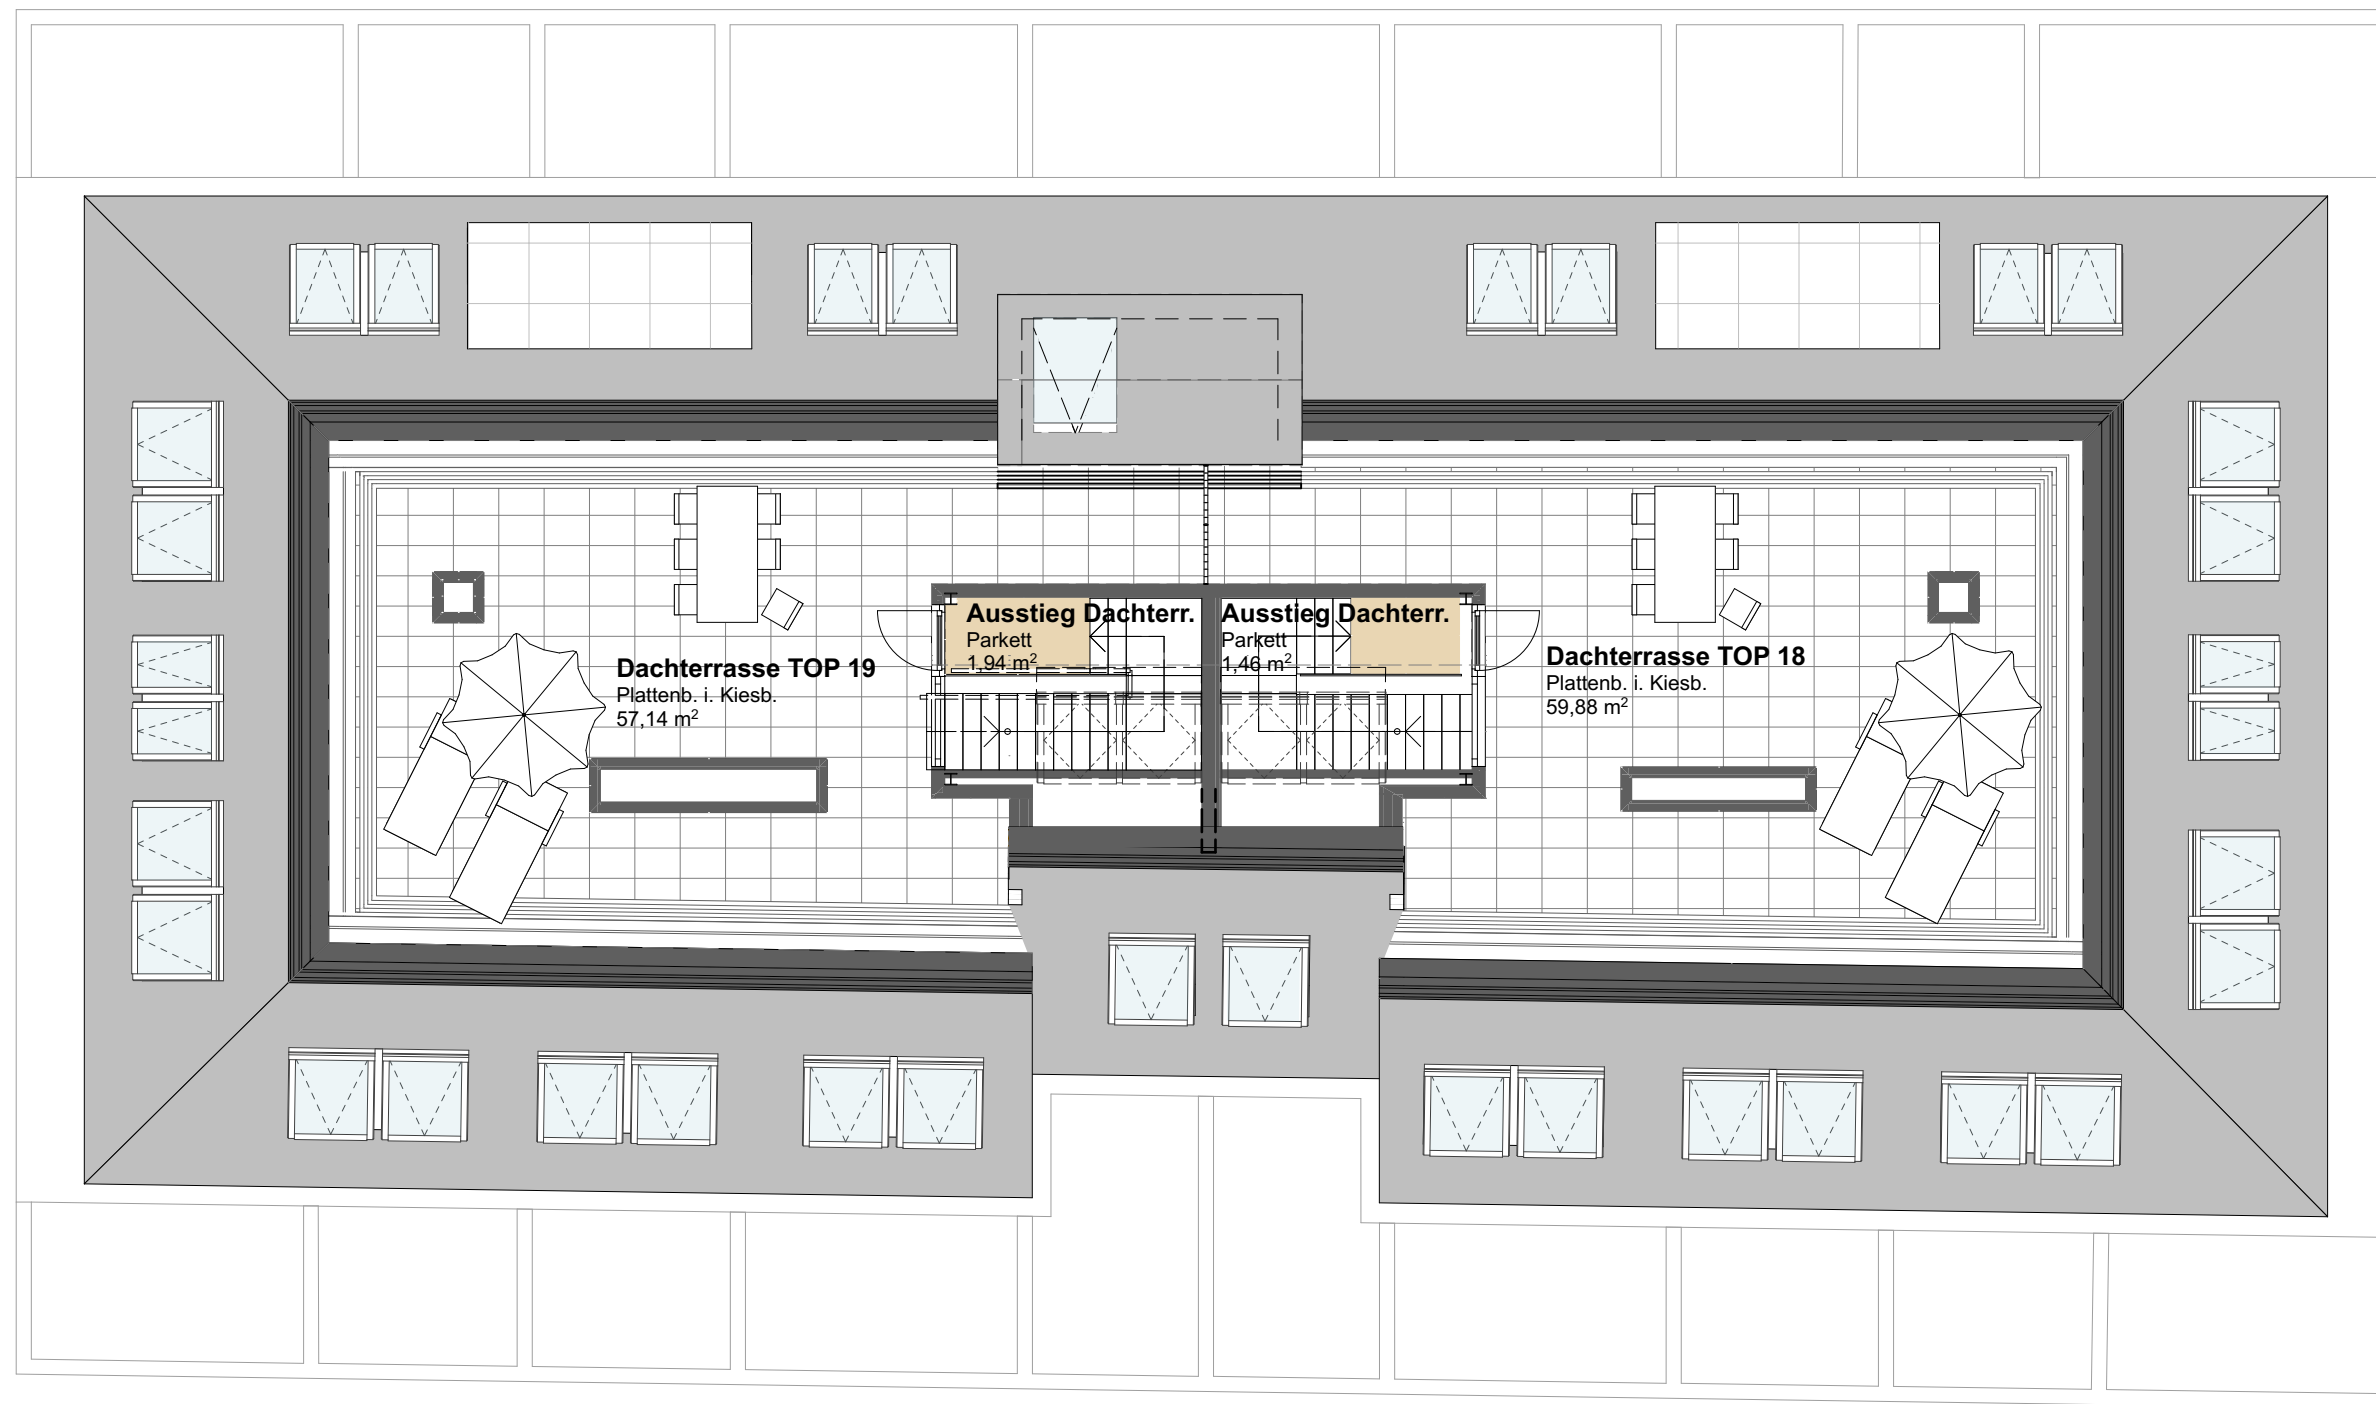 Ausstieg Dachterr.
Parkett
1,94 m²
Ausstieg Dachterr.
Parkett
1,46 m²
Dachterrasse TOP 19
Plattenb. i. Kiesb.
57,14 m²
Dachterrasse TOP 18
Plattenb. i. Kiesb.
59,88 m²